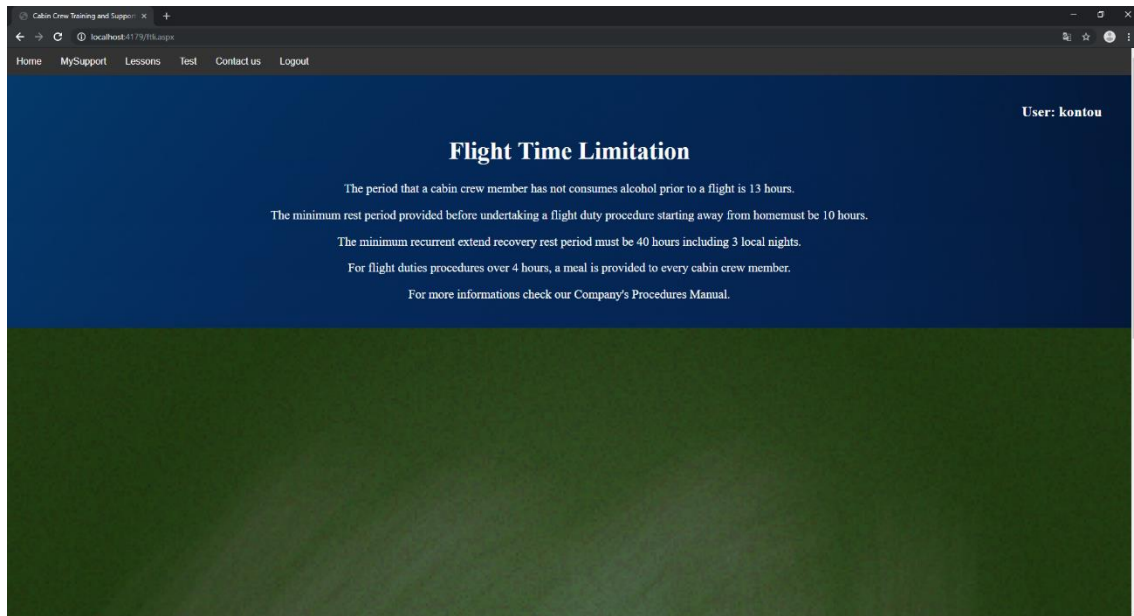 Cabin Crew Training and Support
localhost:4179/ftli.aspx
Home MySupport Lessons Test Contact us Logout
User: kontou
Flight Time Limitation
The period that a cabin crew member has not consumes alcohol prior to a flight is 13 hours.
The minimum rest period provided before undertaking a flight duty procedure starting away from homemust be 10 hours.
The minimum recurrent extend recovery rest period must be 40 hours including 3 local nights.
For flight duties procedures over 4 hours, a meal is provided to every cabin crew member.
For more informations check our Company's Procedures Manual.